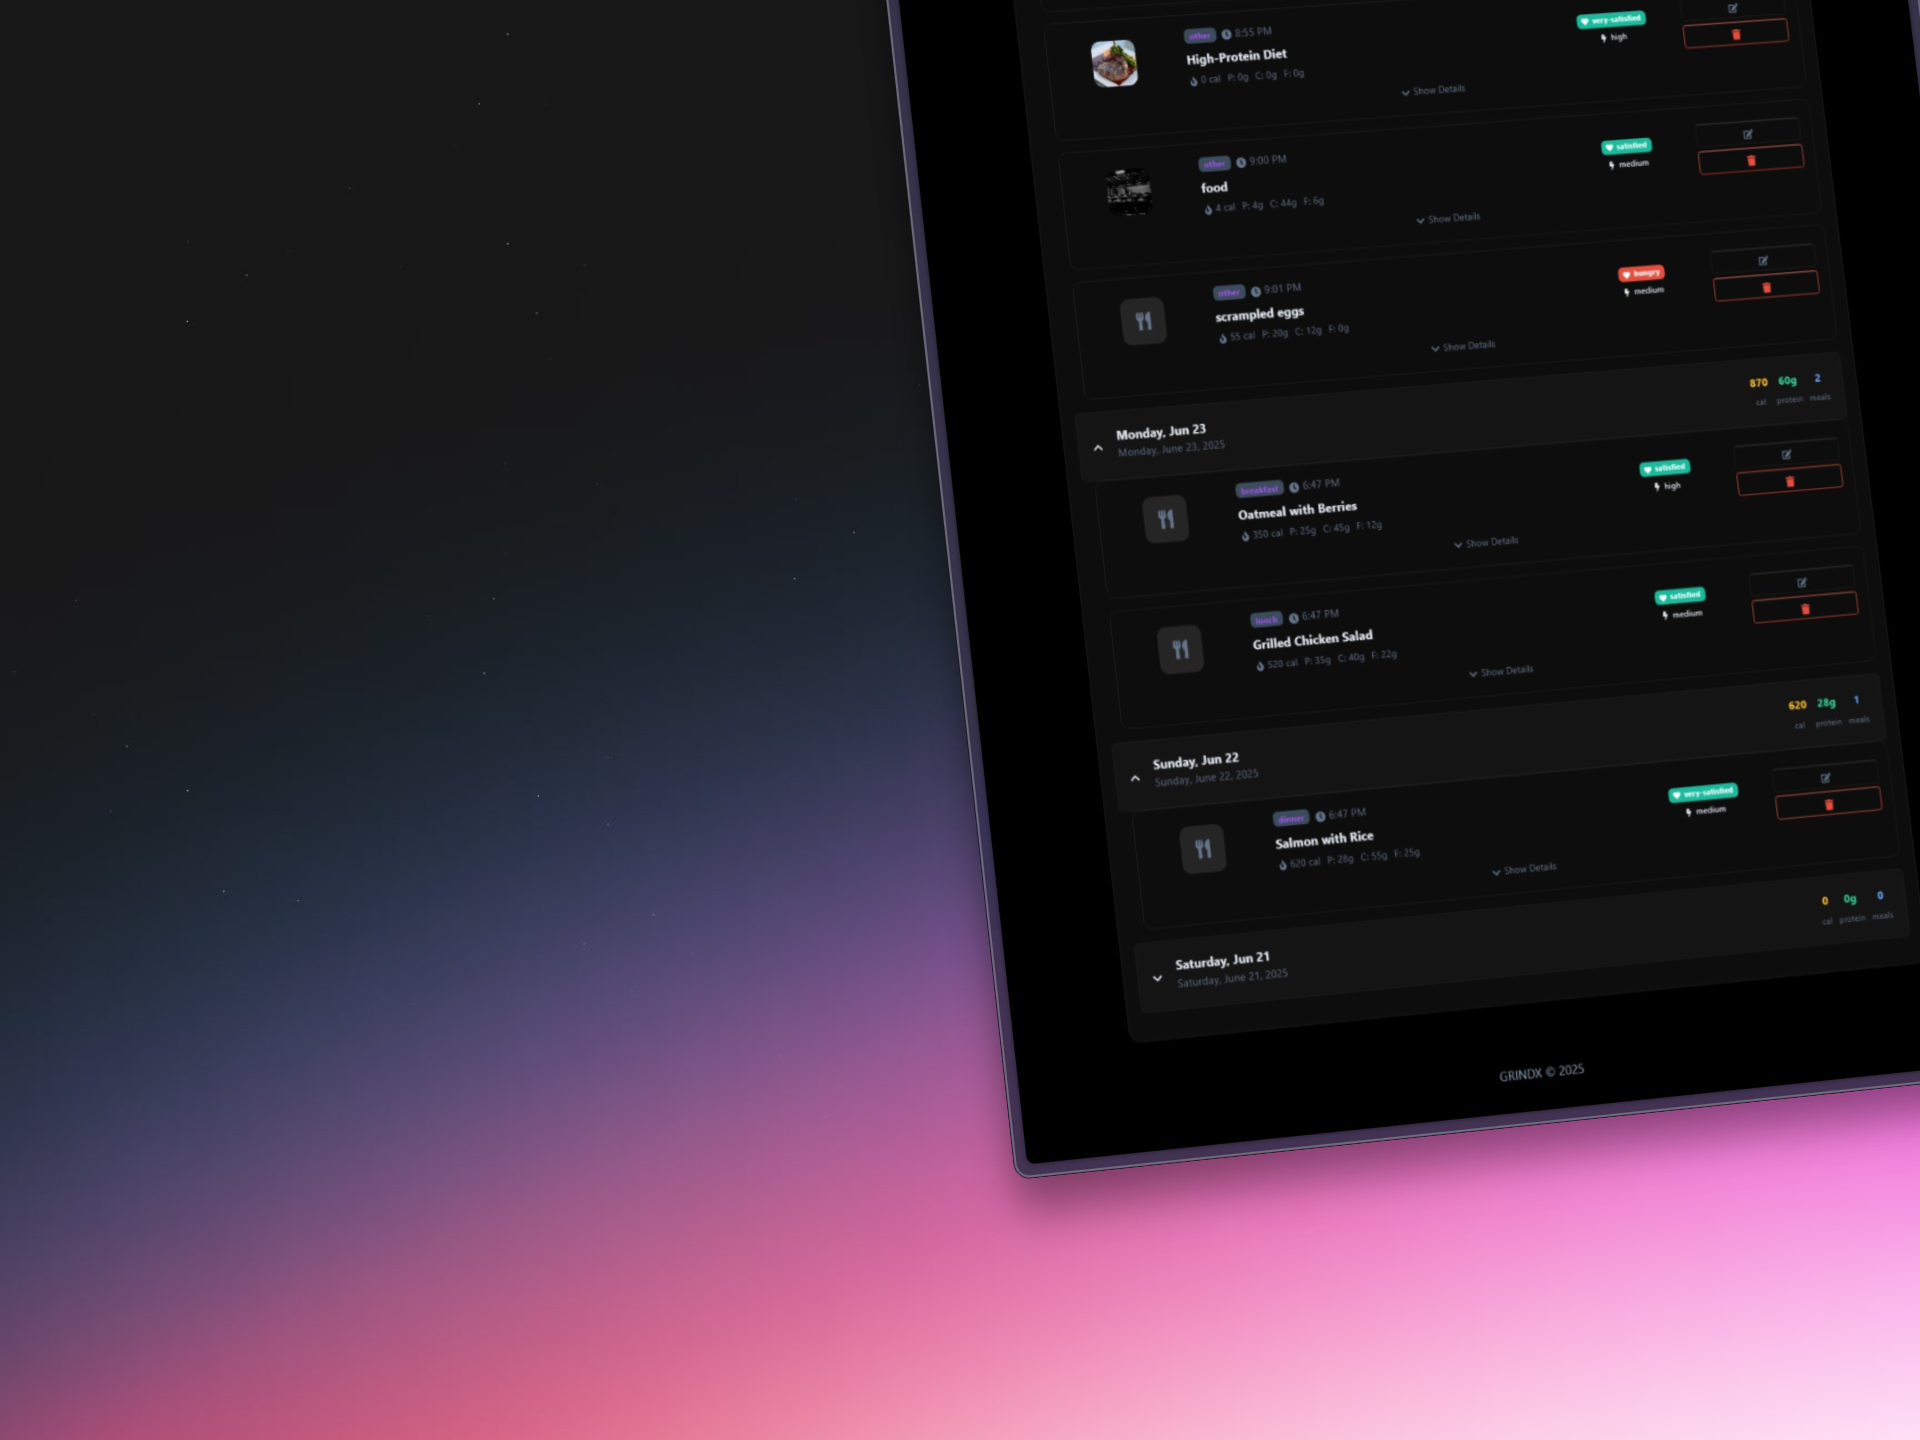 other 8:55 PM
High-Protein Diet
0 cal P: 0g C: 0g F: 0g
very-satisfied
high
Show Details
other 9:00 PM
food
4 cal P: 4g C: 44g F: 6g
satisfied
medium
Show Details
other 9:01 PM
scrampled eggs
55 cal P: 20g C: 12g F: 0g
hungry
medium
Show Details
Monday, Jun 23
Monday, June 23, 2025
870 60g 2
cal protein meals
breakfast 6:47 PM
Oatmeal with Berries
350 cal P: 25g C: 45g F: 12g
satisfied
high
Show Details
lunch 6:47 PM
Grilled Chicken Salad
520 cal P: 35g C: 40g F: 22g
satisfied
medium
Show Details
Sunday, Jun 22
Sunday, June 22, 2025
620 28g 1
cal protein meals
dinner 6:47 PM
Salmon with Rice
620 cal P: 28g C: 55g F: 25g
very-satisfied
medium
Show Details
Saturday, Jun 21
Saturday, June 21, 2025
0 0g 0
cal protein meals
GRINDX © 2025